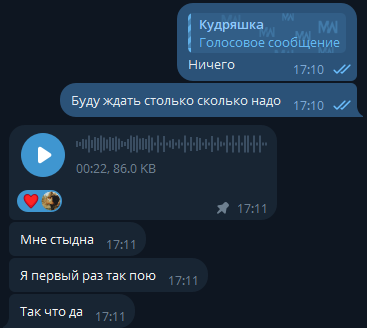 Кудряшка
Голосовое сообщение
Ничего 17:10
Буду ждать столько сколько надо 17:10
00:22, 86.0 KB
17:11
Мне стыдна 17:11
Я первый раз так пою 17:11
Так что да 17:11